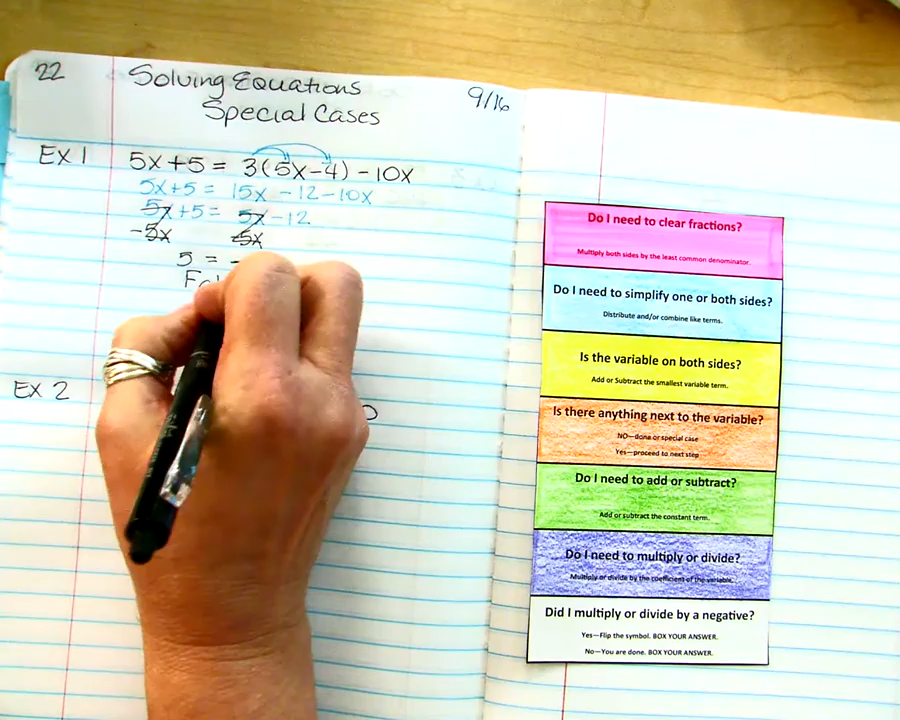 22
Solving Equations
Special Cases
9/16
Ex 1
5x + 5 = 3(5x - 4) - 10x
5x + 5 = 15x - 12 - 10x
5x + 5 = 5x - 12
-5x -5x
5 = -
Ex 2
Do I need to clear fractions?
Multiply both sides by the least common denominator.
Do I need to simplify one or both sides?
Distribute and/or combine like terms.
Is the variable on both sides?
Add or Subtract the smallest variable term.
Is there anything next to the variable?
NO—done or special case
Yes—proceed to next step
Do I need to add or subtract?
Add or subtract the constant term.
Do I need to multiply or divide?
Multiply or divide by the coefficient of the variable.
Did I multiply or divide by a negative?
Yes—Flip the symbol. BOX YOUR ANSWER.
No—You are done. BOX YOUR ANSWER.